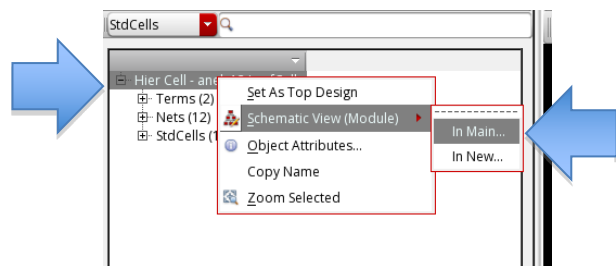 StdCells
Hier Cell -
Set As Top Design
Terms (2)
Schematic View (Module)
In Main...
Nets (12)
Object Attributes...
In New...
StdCells (1
Copy Name
Zoom Selected